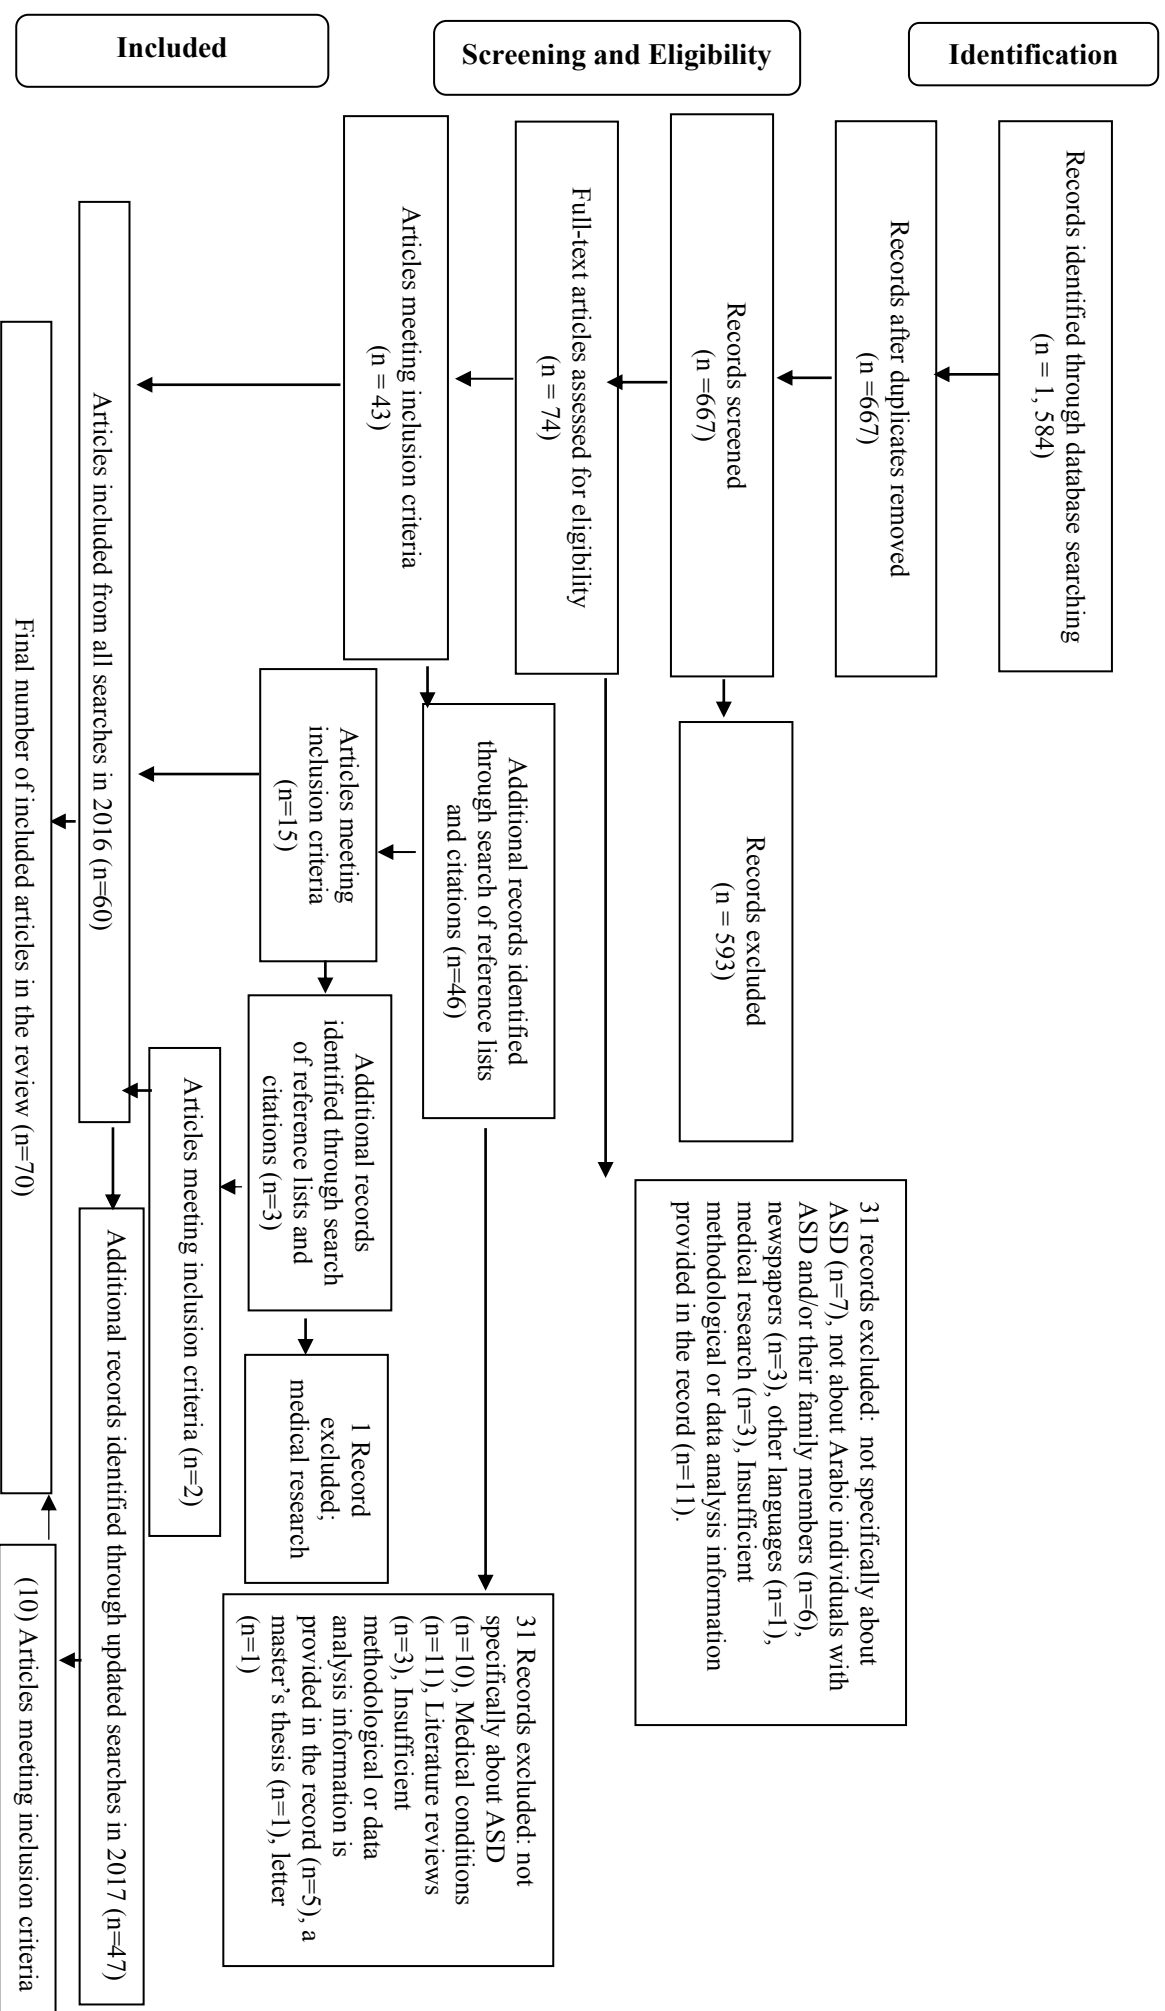 Identification
Screening and Eligibility
Included
Records identified through database searching
(n = 1, 584)
Records after duplicates removed
(n =667)
Records screened
(n =667)
Records excluded
(n = 593)
Full-text articles assessed for eligibility
(n = 74)
31 records excluded: not specifically about
ASD (n=7), not about Arabic individuals with
ASD and/or their family members (n=6),
newspapers (n=3), other languages (n=1),
medical research (n=3), Insufficient
methodological or data analysis information
provided in the record (n=11).
Articles meeting inclusion criteria
(n = 43)
Additional records identified
through search of reference lists
and citations (n=46)
31 Records excluded: not
specifically about ASD
(n=10), Medical conditions
(n=11), Literature reviews
(n=3), Insufficient
methodological or data
analysis information is
provided in the record (n=5), a
master's thesis (n=1), letter
(n=1)
Articles meeting
inclusion criteria
(n=15)
Additional records
identified through search
of reference lists and
citations (n=3)
1 Record
excluded;
medical research
Articles meeting inclusion criteria (n=2)
Articles included from all searches in 2016 (n=60)
Additional records identified through updated searches in 2017 (n=47)
Final number of included articles in the review (n=70)
(10) Articles meeting inclusion criteria